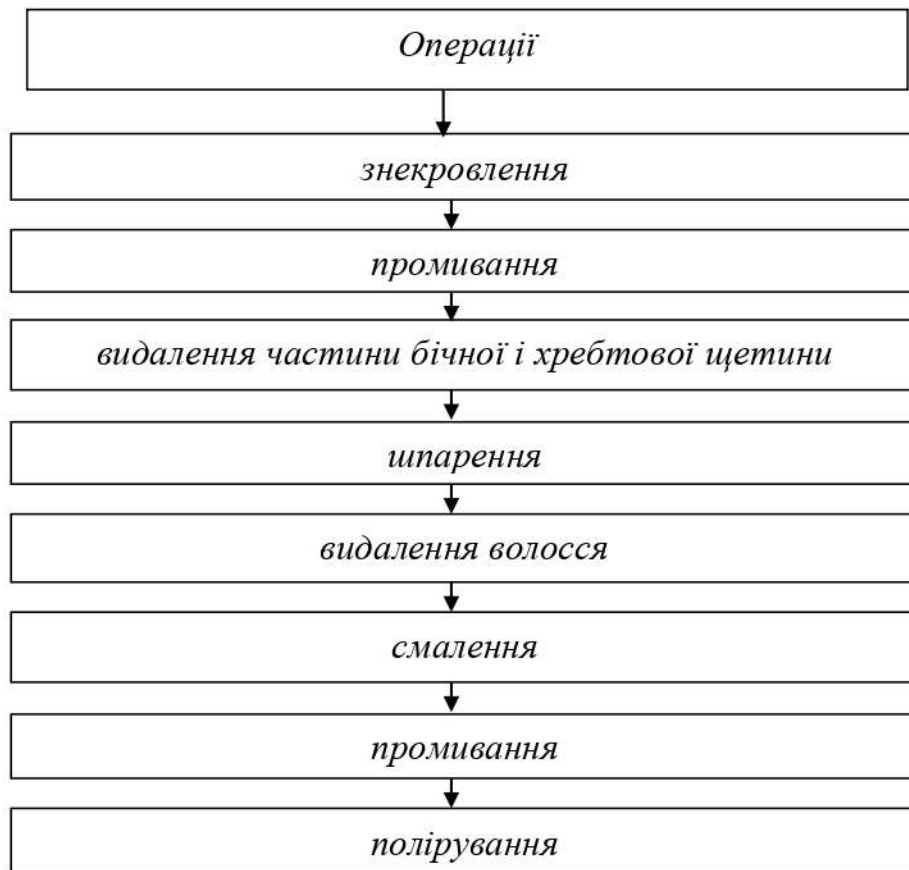 Операції
знекровлення
промивання
видалення частини бічної і хребтової щетини
шпарення
видалення волосся
смалення
промивання
полірування